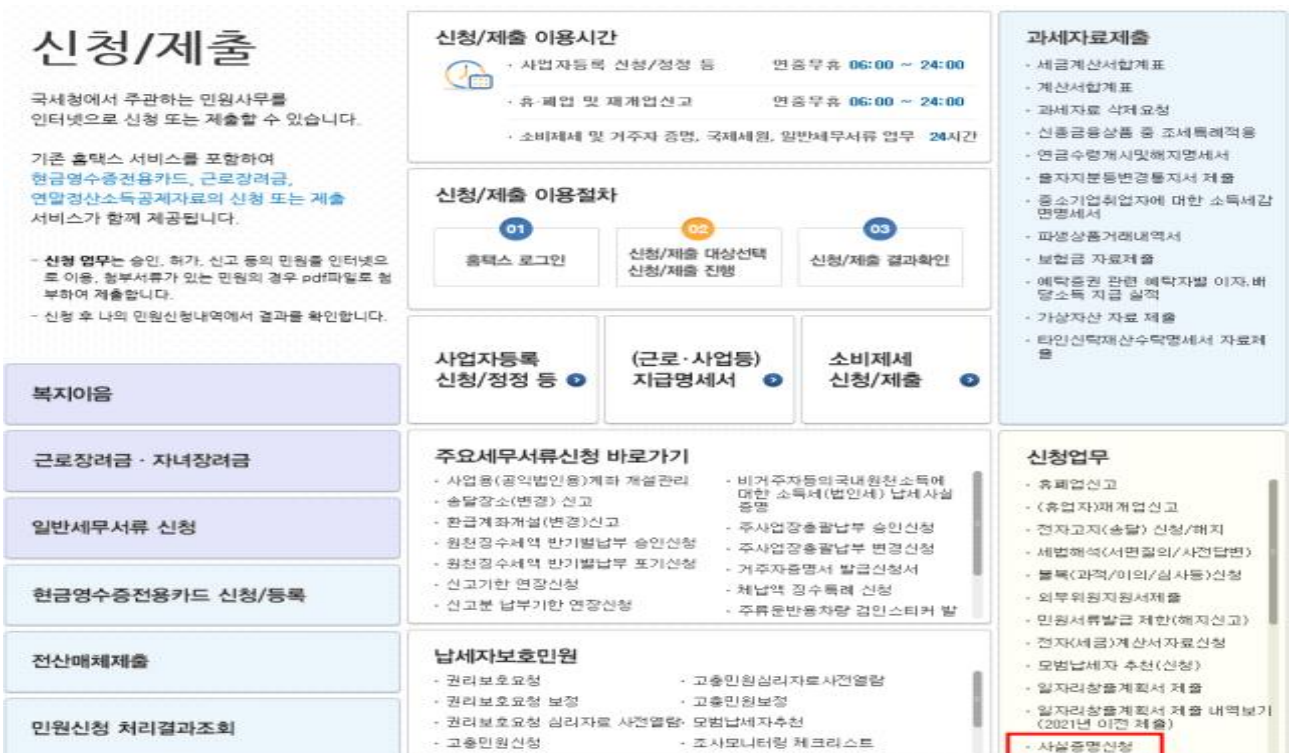 신청/제출
국세청에서 주관하는 민원사무를
인터넷으로 신청 또는 제출할 수 있습니다.
기존 홈택스 서비스를 포함하여
현금영수증전용카드, 근로장려금,
연말정산소득공제자료의 신청 또는 제출
서비스가 함께 제공됩니다.
- 신청 업무는 승인, 허가, 신고 등의 민원을 인터넷으
로 이용, 첨부서류가 있는 민원의 경우 pdf파일로 첨
부하여 제출합니다.
- 신청 후 나의 민원신청내역에서 결과를 확인합니다.
복지이음
근로장려금 · 자녀장려금
일반세무서류 신청
현금영수증전용카드 신청/등록
전산매체제출
민원신청 처리결과조회
신청/제출 이용시간
· 사업자등록 신청/정정 등 연중무휴 06:00 ~ 24:00
· 휴·폐업 및 재개업신고 연중무휴 06:00 ~ 24:00
· 소비제세 및 거주자 증명, 국제세원, 일반세무서류 업무 24시간
신청/제출 이용절차
01
홈택스 로그인
02
신청/제출 대상선택
신청/제출 진행
03
신청/제출 결과확인
사업자등록
신청/정정 등
(근로·사업등)
지급명세서
소비제세
신청/제출
주요세무서류신청 바로가기
· 사업용(공익법인용)계좌 개설관리
· 송달장소(변경) 신고
· 환급계좌개설(변경)신고
· 원천징수세액 반기별납부 승인신청
· 원천징수세액 반기별납부 포기신청
· 신고기한 연장신청
· 신고분 납부기한 연장신청
· 비거주자등의국내원천소득에
대한 소득세(법인세) 납세사실
증명
· 주사업장총괄납부 승인신청
· 주사업장총괄납부 변경신청
· 거주자증명서 발급신청서
· 체납액 징수특례 신청
· 주류운반용차량 검인스티커 발
납세자보호민원
· 권리보호요청
· 권리보호요청 보정
· 권리보호요청 심리자료 사전열람
· 고충민원신청
· 고충민원심리자료사전열람
· 고충민원보정
· 모범납세자추천
· 조사모니터링 체크리스트
과세자료제출
· 세금계산서합계표
· 계산서합계표
· 과세자료 삭제요청
· 신종금융상품 중 조세특례적용
· 연금수령개시및해지명세서
· 출자지분등변경통지서 제출
· 중소기업취업자에 대한 소득세감
면명세서
· 파생상품거래내역서
· 보험금 자료제출
· 예탁증권 관련 예탁자별 이자,배
당소득 지급 실적
· 가상자산 자료 제출
· 타인신탁재산수탁명세서 자료제
출
신청업무
· 휴폐업신고
· (휴업자)재개업신고
· 전자고지(송달) 신청/해지
· 세법해석(서면질의/사전답변)
· 불복(과적/이의/심사등)신청
· 외부위원지원서제출
· 민원서류발급 제한(해지신고)
· 전자(세금)계산서자료신청
· 모범납세자 추천(신청)
· 일자리창출계획서 제출
· 일자리창출계획서 제출 내역보기
(2021년 이전 제출)
· 사실증명신청